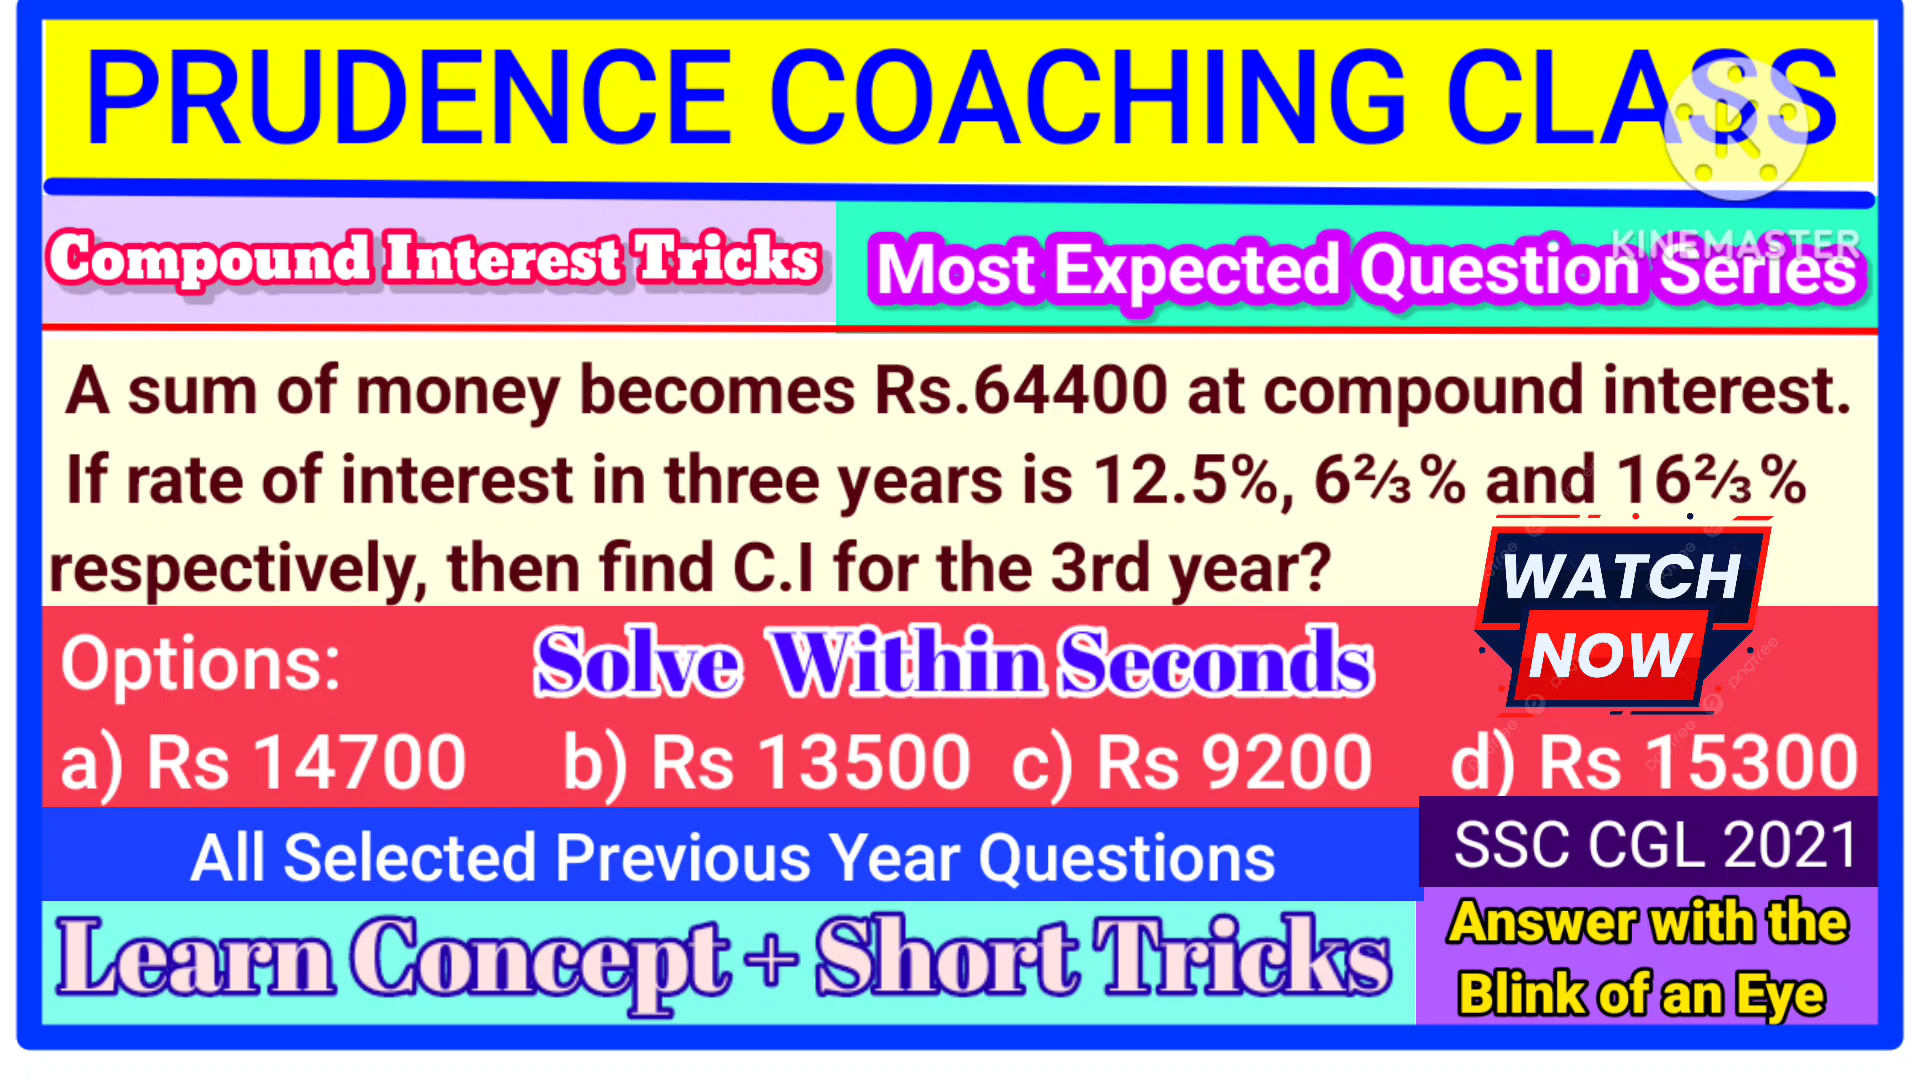 PRUDENCE COACHING CLASS
KINEMASTER
Compound Interest Tricks
Most Expected Question Series
A sum of money becomes Rs.64400 at compound interest.
If rate of interest in three years is 12.5%, 6⅔% and 16⅔%
respectively, then find C.I for the 3rd year?
WATCH
NOW
Options:
Solve Within Seconds
a) Rs 14700 b) Rs 13500 c) Rs 9200 d) Rs 15300
All Selected Previous Year Questions
SSC CGL 2021
Learn Concept + Short Tricks
Answer with the
Blink of an Eye
pngtree